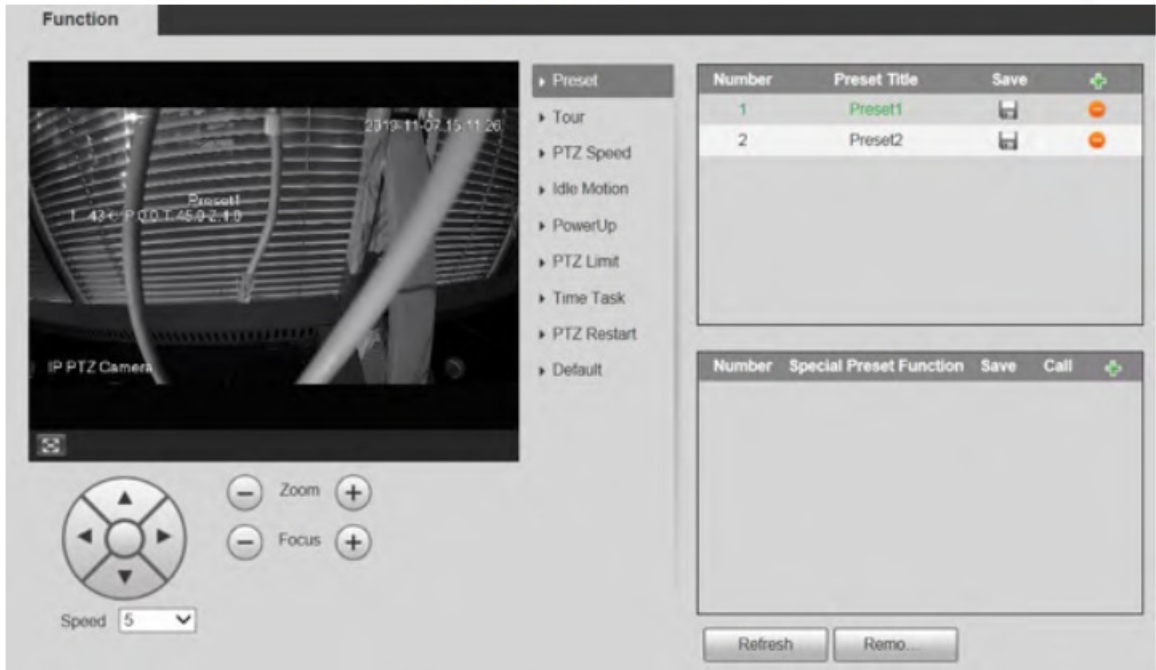 Function
2019-11-07 15:11:26
Preset1
IP PTZ Camera
Zoom
Focus
Speed 5
Preset
Tour
PTZ Speed
Idle Motion
PowerUp
PTZ Limit
Time Task
PTZ Restart
Default
Number Preset Title Save
1 Preset1
2 Preset2
Number Special Preset Function Save Call
Refresh Remo....